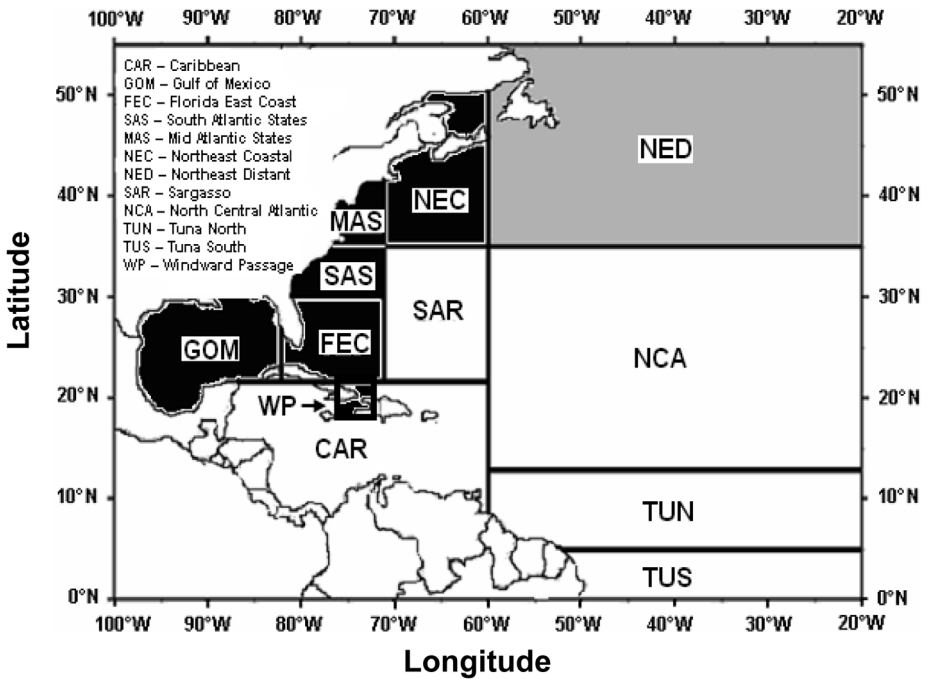 100°W 90°W 80°W 70°W 60°W 50°W 40°W 30°W 20°W
CAR – Caribbean
GOM – Gulf of Mexico
FEC – Florida East Coast
SAS – South Atlantic States
MAS – Mid Atlantic States
NEC – Northeast Coastal
NED – Northeast Distant
SAR – Sargasso
NCA – North Central Atlantic
TUN – Tuna North
TUS – Tuna South
WP – Windward Passage
50°N 50°N
NED
40°N NEC 40°N
MAS
SAS
30°N SAR 30°N
GOM FEC
NCA
20°N WP 20°N
CAR
10°N TUN 10°N
TUS
0°N 0°N
100°W 90°W 80°W 70°W 60°W 50°W 40°W 30°W 20°W
Latitude
Longitude